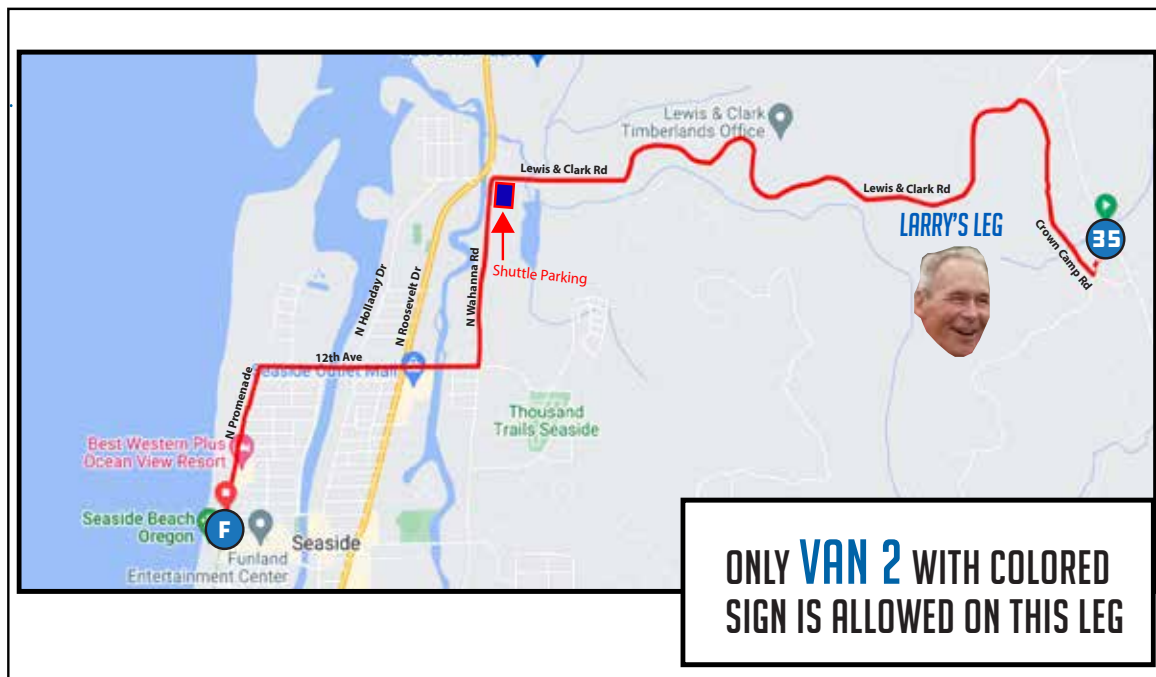 Lewis & Clark
Timberlands Office
Lewis & Clark Rd
Lewis & Clark Rd
LARRY'S LEG
35
Crown Camp Rd
Shuttle Parking
N Wahanna Rd
N Holladay Dr
N Roosevelt Dr
12th Ave
Seaside Outlet Mall
N Promenade
Thousand
Trails Seaside
Best Western Plus
Ocean View Resort
Seaside Beach
Oregon
F
Seaside
Funland
Entertainment Center
ONLY VAN 2 WITH COLORED
SIGN IS ALLOWED ON THIS LEG